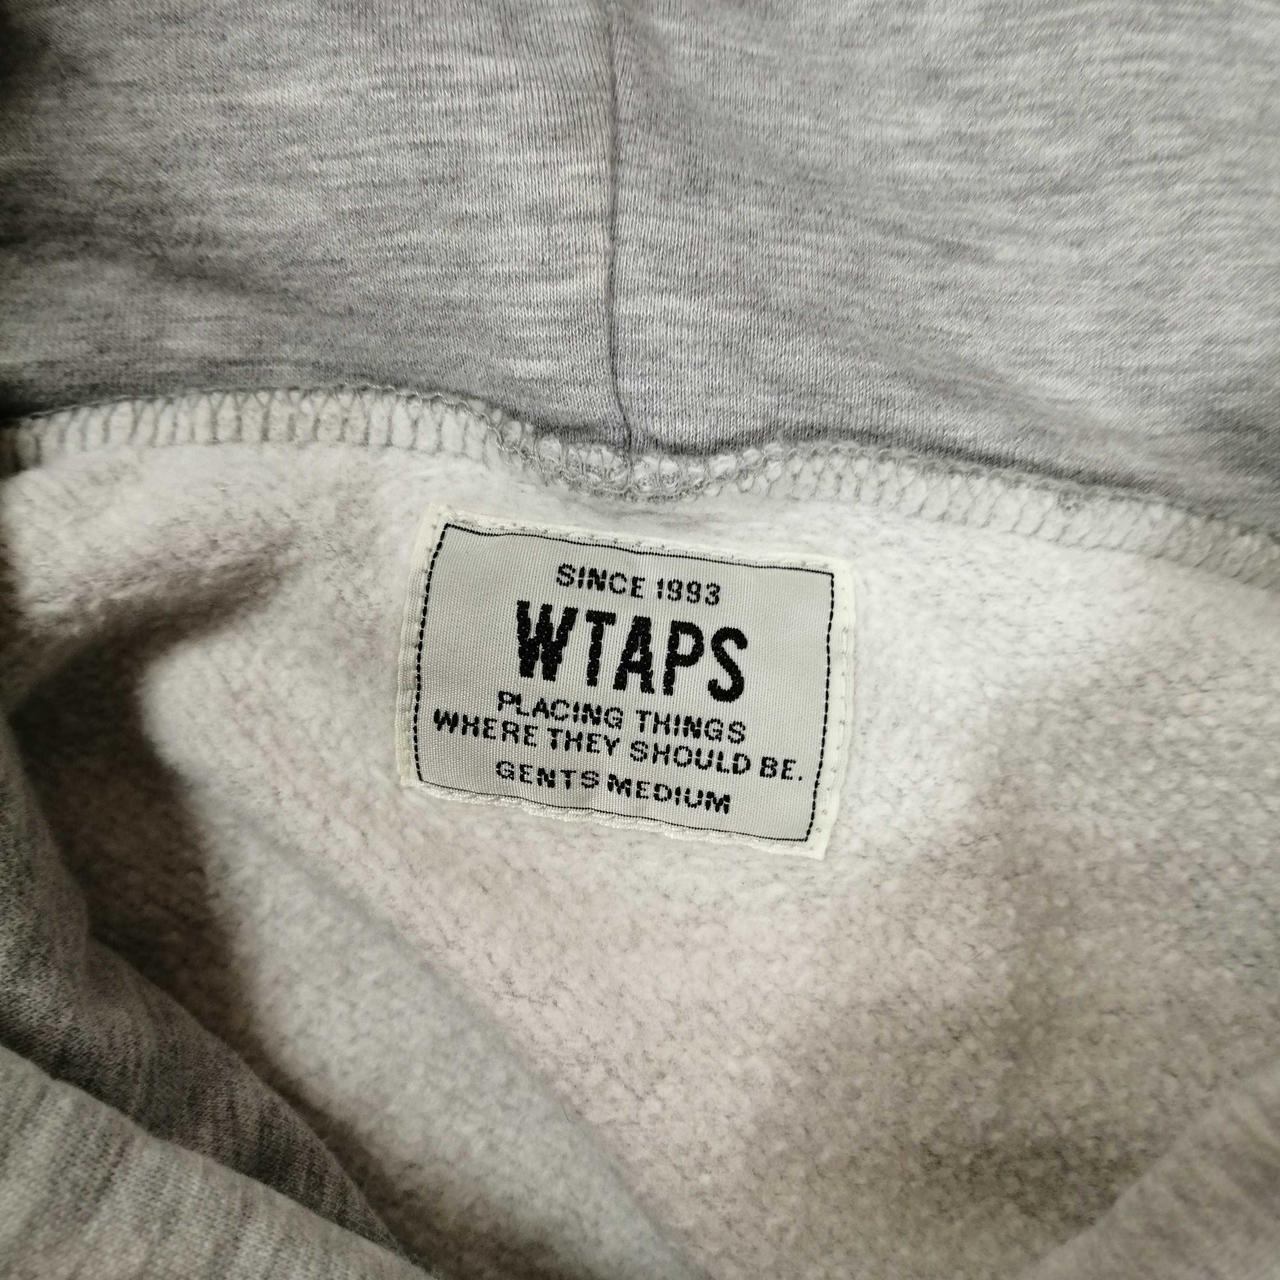 SINCE 1993
WTAPS
PLACING THINGS
WHERE THEY SHOULD BE.
GENTS MEDIUM